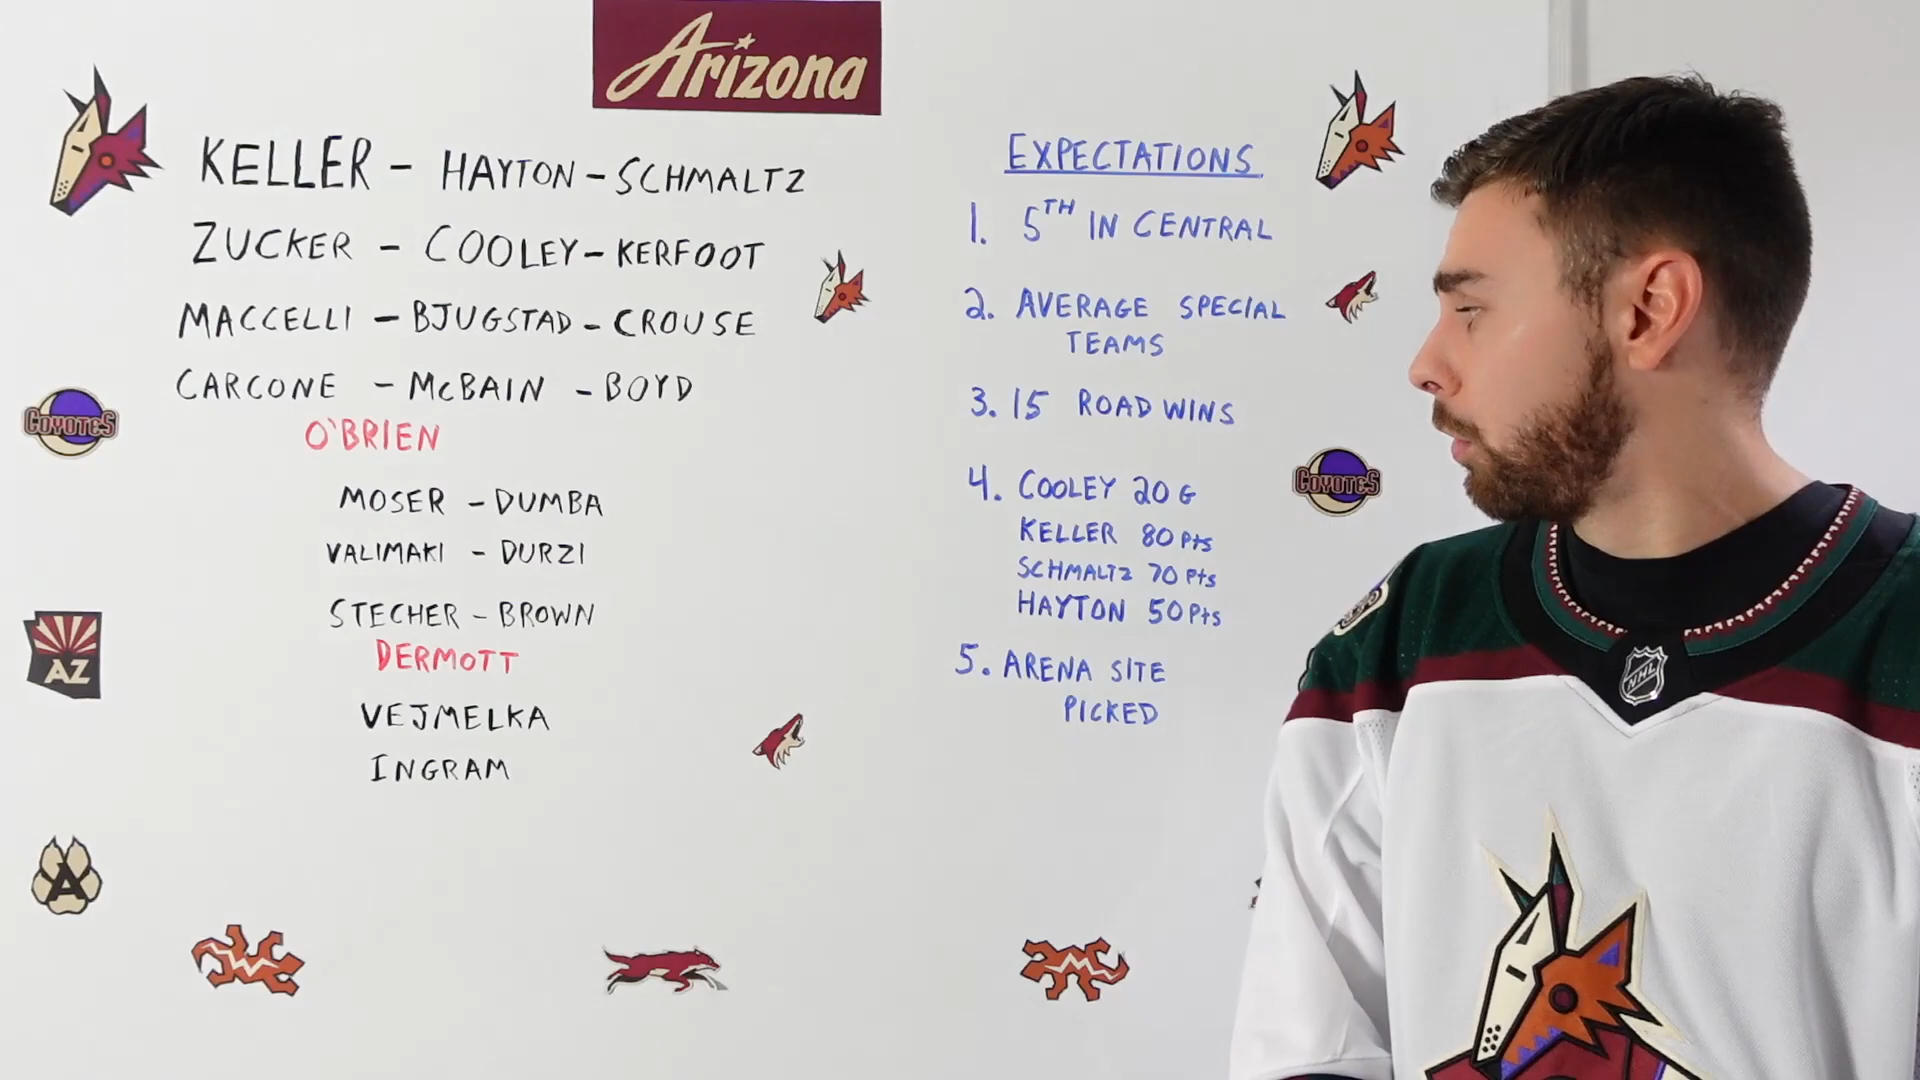 Arizona
KELLER - HAYTON - SCHMALTZ
ZUCKER - COOLEY - KERFOOT
MACCELLI - BJUGSTAD - CROUSE
CARCONE - McBAIN - BOYD
O'BRIEN
MOSER - DUMBA
VALIMAKI - DURZI
STECHER - BROWN
DERMOTT
VEJMELKA
INGRAM
EXPECTATIONS
1. 5TH IN CENTRAL
2. AVERAGE SPECIAL
TEAMS
3. 15 ROAD WINS
4. COOLEY 20 G
KELLER 80 Pts
SCHMALTZ 70 Pts
HAYTON 50 Pts
5. ARENA SITE
PICKED
COYOTES
AZ
A
COYOTES
NHL